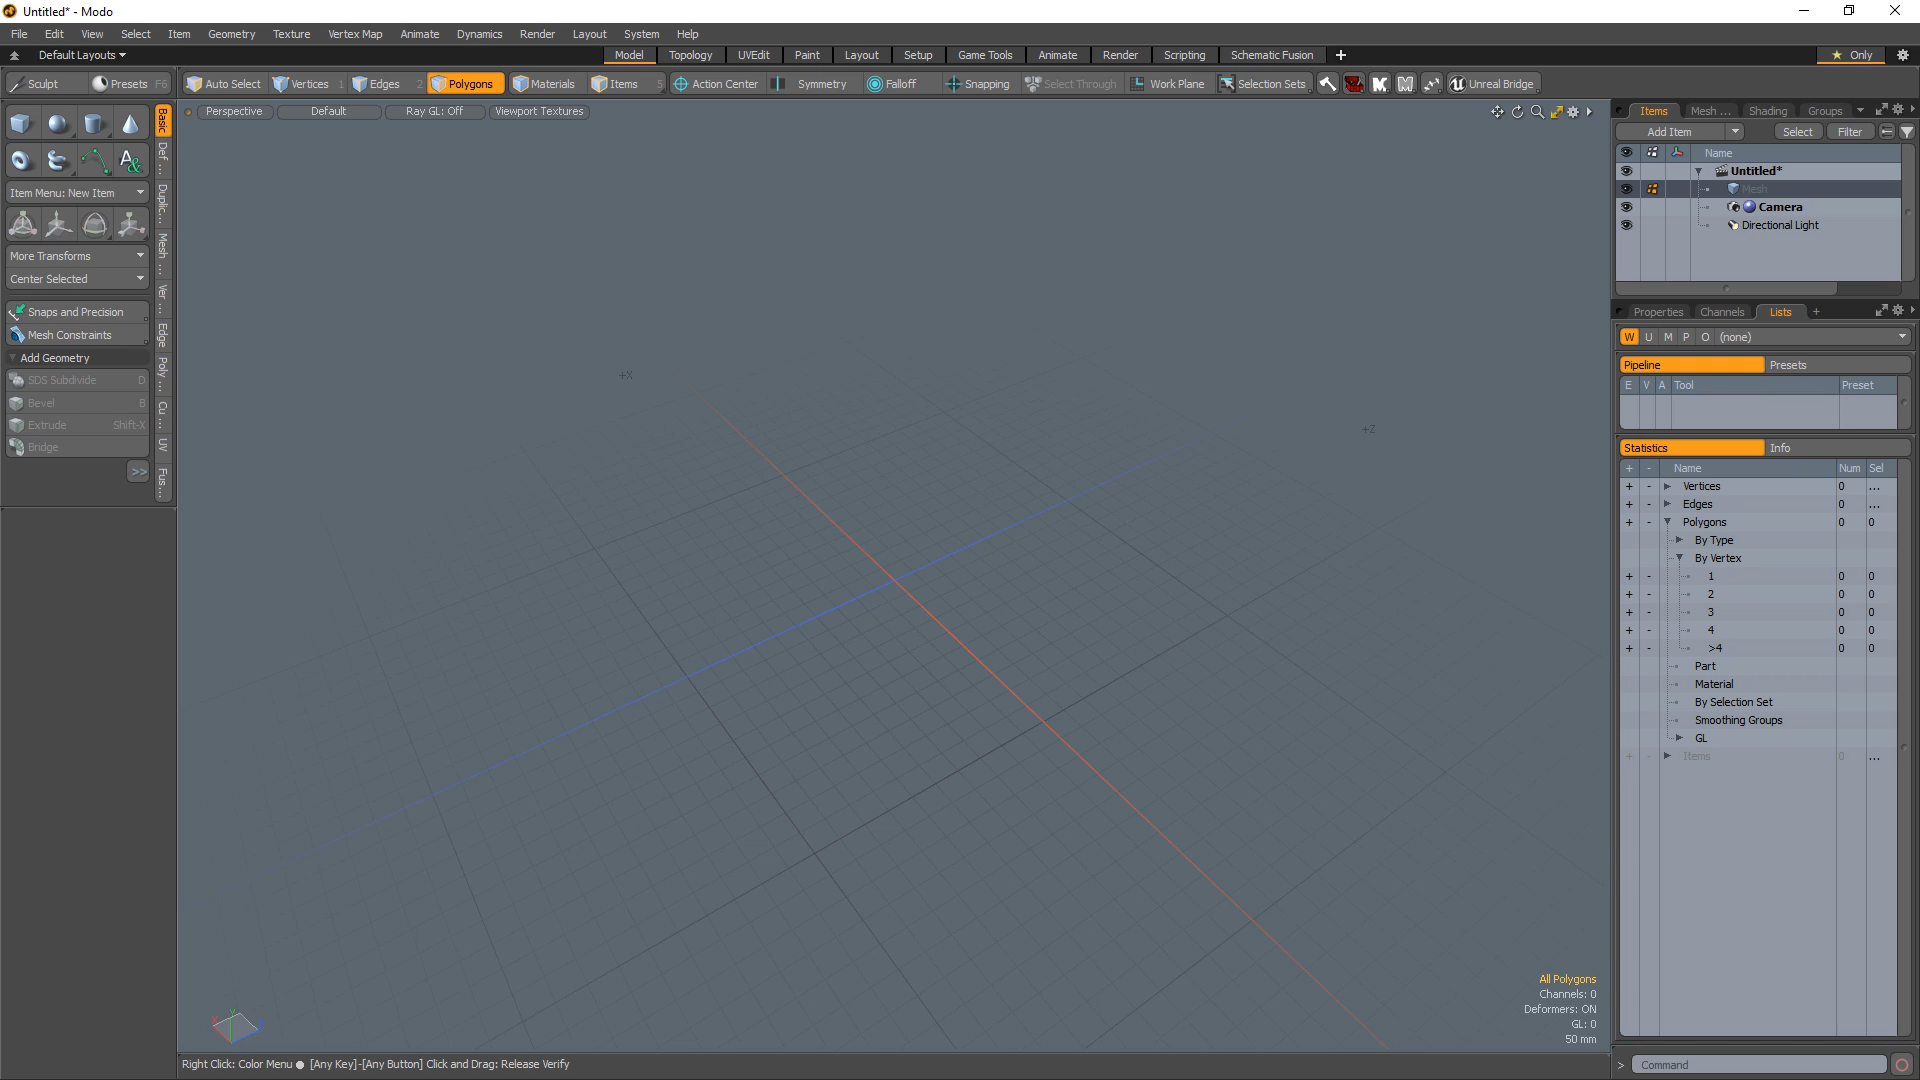 Untitled* - Modo
File Edit View Select Item Geometry Texture Vertex Map Animate Dynamics Render Layout System Help
Default Layouts Model Topology UVEdit Paint Layout Setup Game Tools Animate Render Scripting Schematic Fusion + Only
Sculpt Presets F6 Auto Select Vertices 1 Edges 2 Polygons Materials Items 5 Action Center Symmetry Falloff Snapping Select Through Work Plane Selection Sets Unreal Bridge
Perspective Default Ray GL: Off Viewport Textures
Basic
Def ...
Duplic...
Mesh ...
Ver ...
Edge
Poly ...
Cu ...
UV
Fus...
Item Menu: New Item
More Transforms
Center Selected
Snaps and Precision
Mesh Constraints
Add Geometry
SDS Subdivide D
Bevel B
Extrude Shift-X
Bridge
>>
+X
+Z
All Polygons
Channels: 0
Deformers: ON
GL: 0
50 mm
X
Y
Items Mesh ... Shading Groups
Add Item Select Filter
Name
Untitled*
Mesh
Camera
Directional Light
Properties Channels Lists +
W U M P O (none)
Pipeline Presets
E V A Tool Preset
Statistics Info
+ - Name Num Sel
+ - Vertices 0 ...
+ - Edges 0 ...
+ - Polygons 0 0
By Type
By Vertex
+ - 1 0 0
+ - 2 0 0
+ - 3 0 0
+ - 4 0 0
+ - >4 0 0
Part
Material
By Selection Set
Smoothing Groups
GL
+ - Items 0 ...
Right Click: Color Menu ● [Any Key]-[Any Button] Click and Drag: Release Verify
> Command